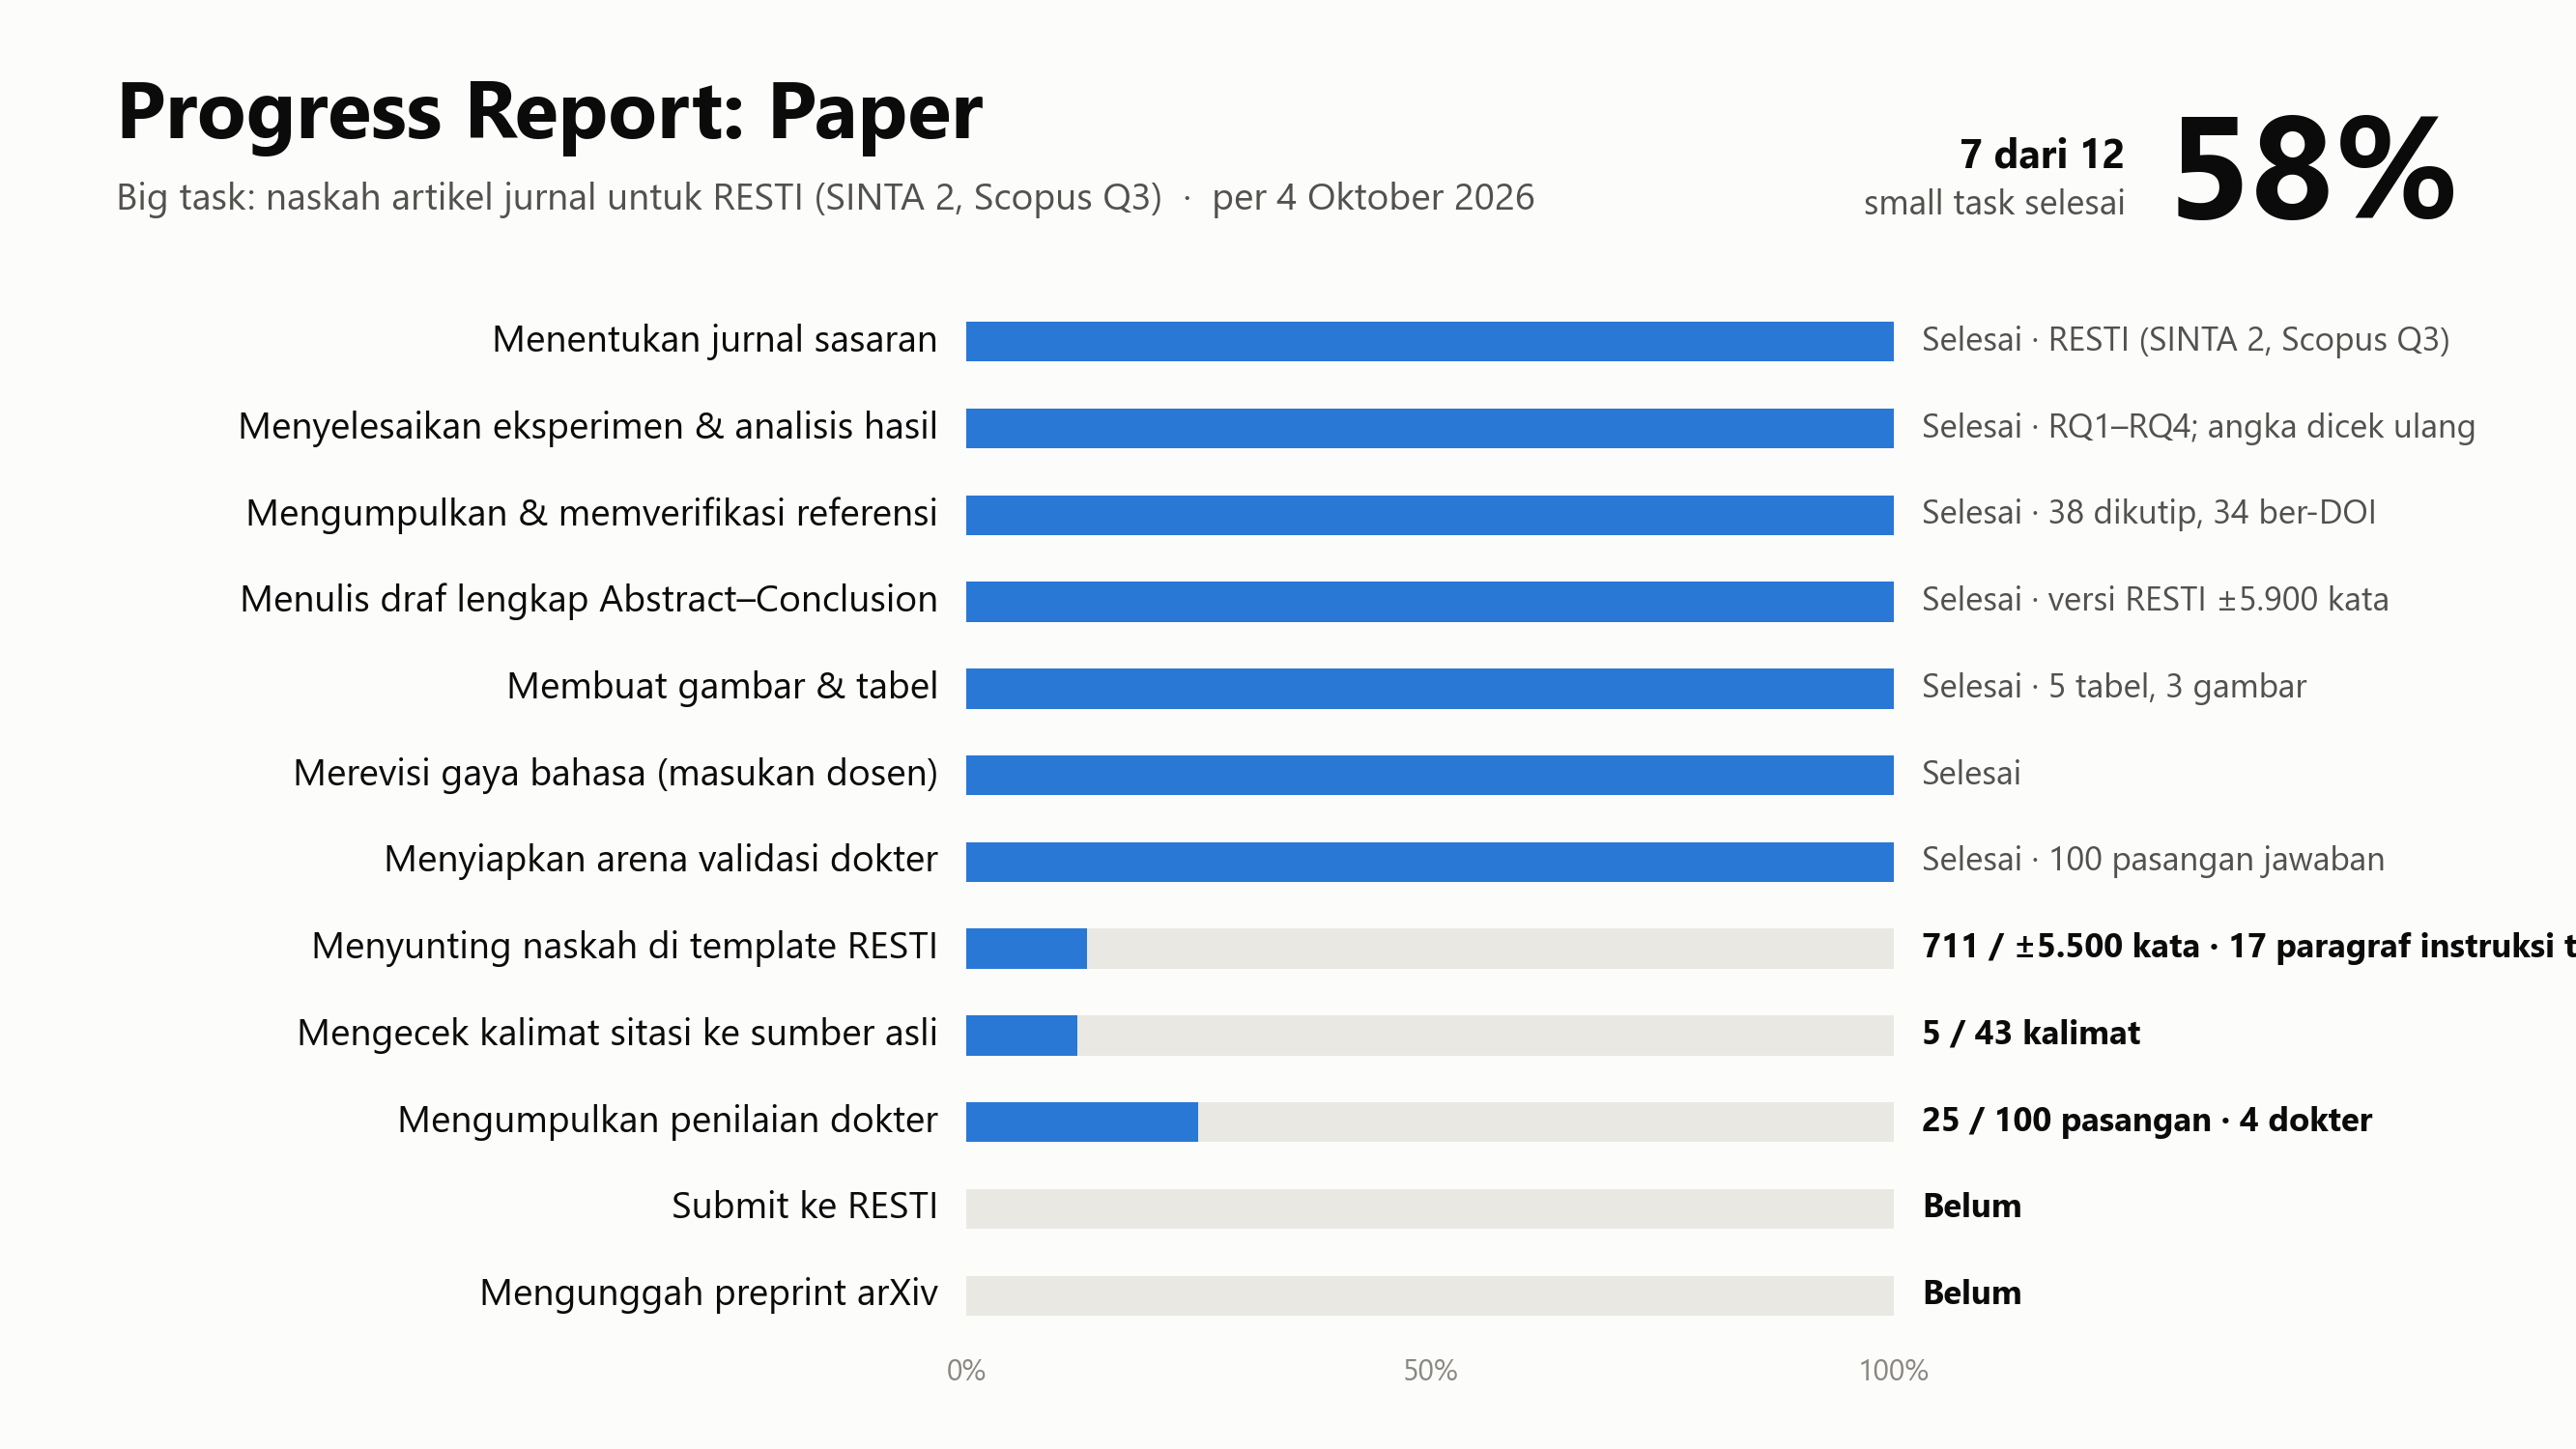 Progress Report: Paper
Big task: naskah artikel jurnal untuk RESTI (SINTA 2, Scopus Q3) · per 4 Oktober 2026
7 dari 12
small task selesai
58%
Menentukan jurnal sasaran
Selesai · RESTI (SINTA 2, Scopus Q3)
Menyelesaikan eksperimen & analisis hasil
Selesai · RQ1–RQ4; angka dicek ulang
Mengumpulkan & memverifikasi referensi
Selesai · 38 dikutip, 34 ber-DOI
Menulis draf lengkap Abstract–Conclusion
Selesai · versi RESTI ±5.900 kata
Membuat gambar & tabel
Selesai · 5 tabel, 3 gambar
Merevisi gaya bahasa (masukan dosen)
Selesai
Menyiapkan arena validasi dokter
Selesai · 100 pasangan jawaban
Menyunting naskah di template RESTI
711 / ±5.500 kata · 17 paragraf instruksi
Mengecek kalimat sitasi ke sumber asli
5 / 43 kalimat
Mengumpulkan penilaian dokter
25 / 100 pasangan · 4 dokter
Submit ke RESTI
Belum
Mengunggah preprint arXiv
Belum
0%
50%
100%